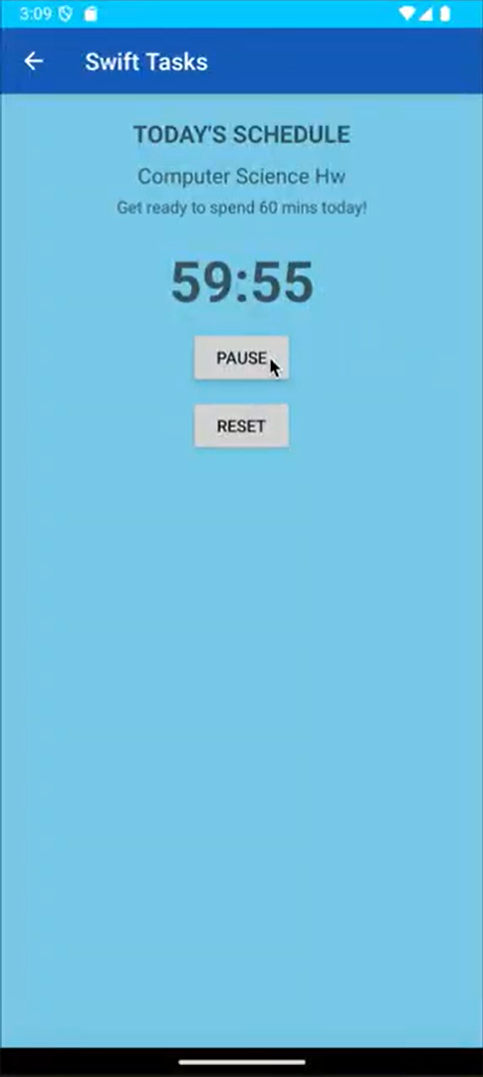 3:09
Swift Tasks
TODAY'S SCHEDULE
Computer Science Hw
Get ready to spend 60 mins today!
59:55
PAUSE
RESET